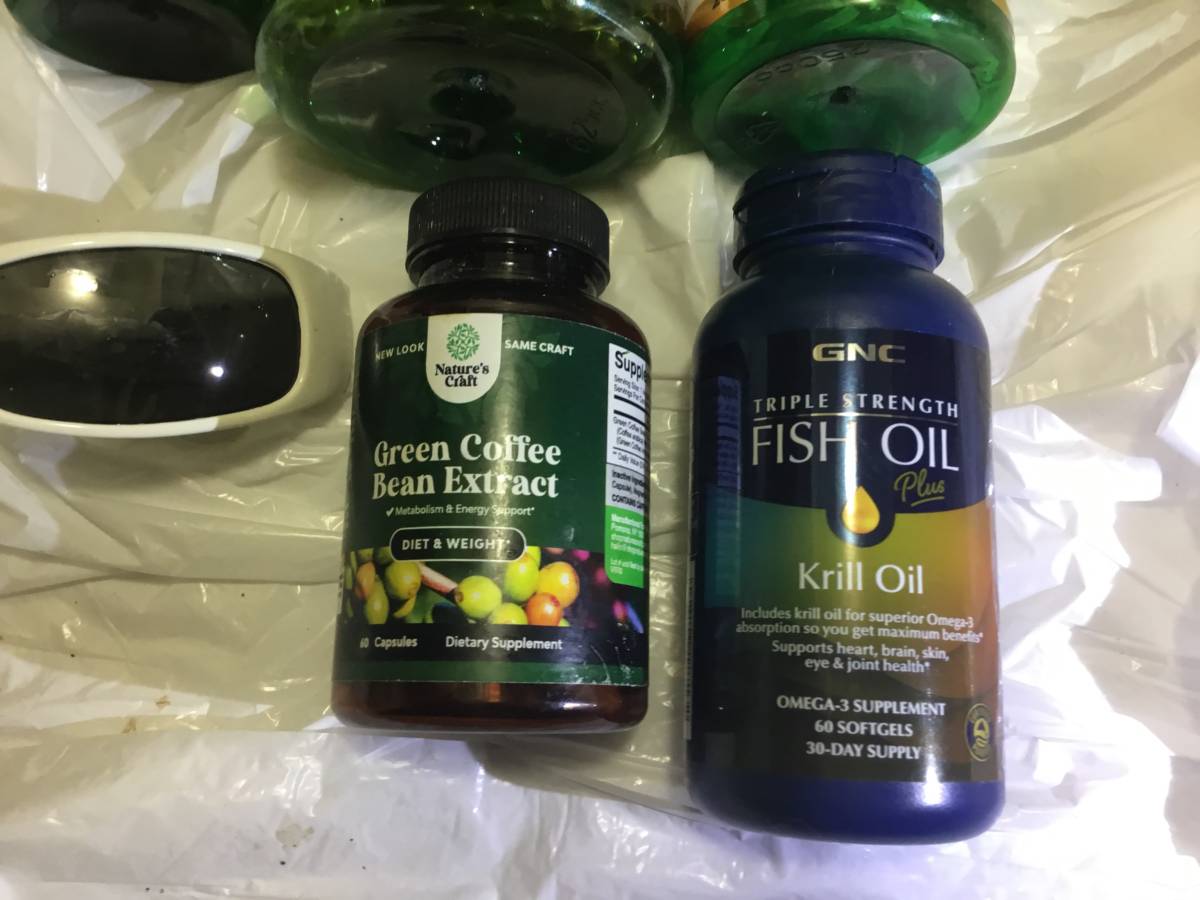 NEW LOOK
SAME CRAFT
Nature's
Craft
Green Coffee
Bean Extract
✓Metabolism & Energy Support*
DIET & WEIGHT*
60 Capsules
Dietary Supplement
GNC
TRIPLE STRENGTH
FISH OIL
Plus
Krill Oil
Includes krill oil for superior Omega-3
absorption so you get maximum benefits*
Supports heart, brain, skin,
eye & joint health*
OMEGA-3 SUPPLEMENT
60 SOFTGELS
30-DAY SUPPLY